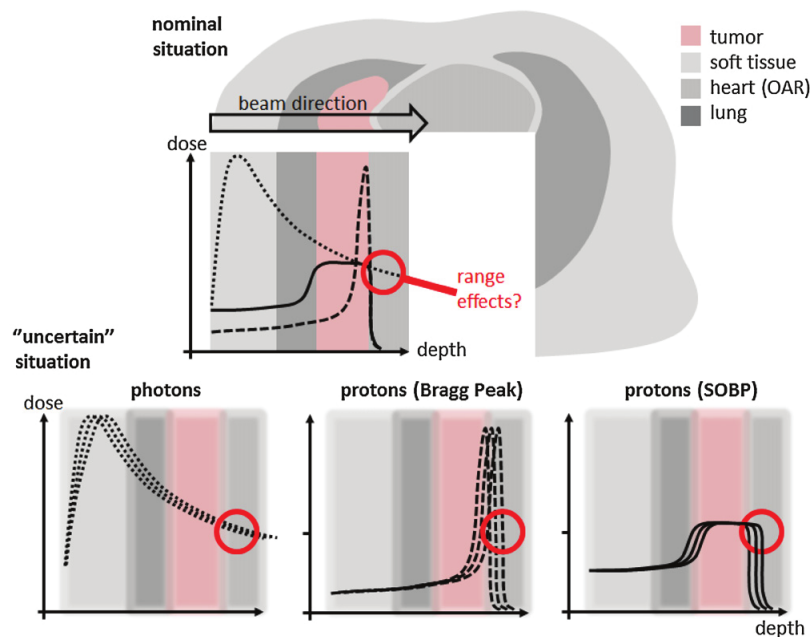 nominal
situation
tumor
soft tissue
heart (OAR)
lung
beam direction
dose
range
effects?
depth
"uncertain"
situation
photons
protons (Bragg Peak)
protons (SOBP)
dose
depth